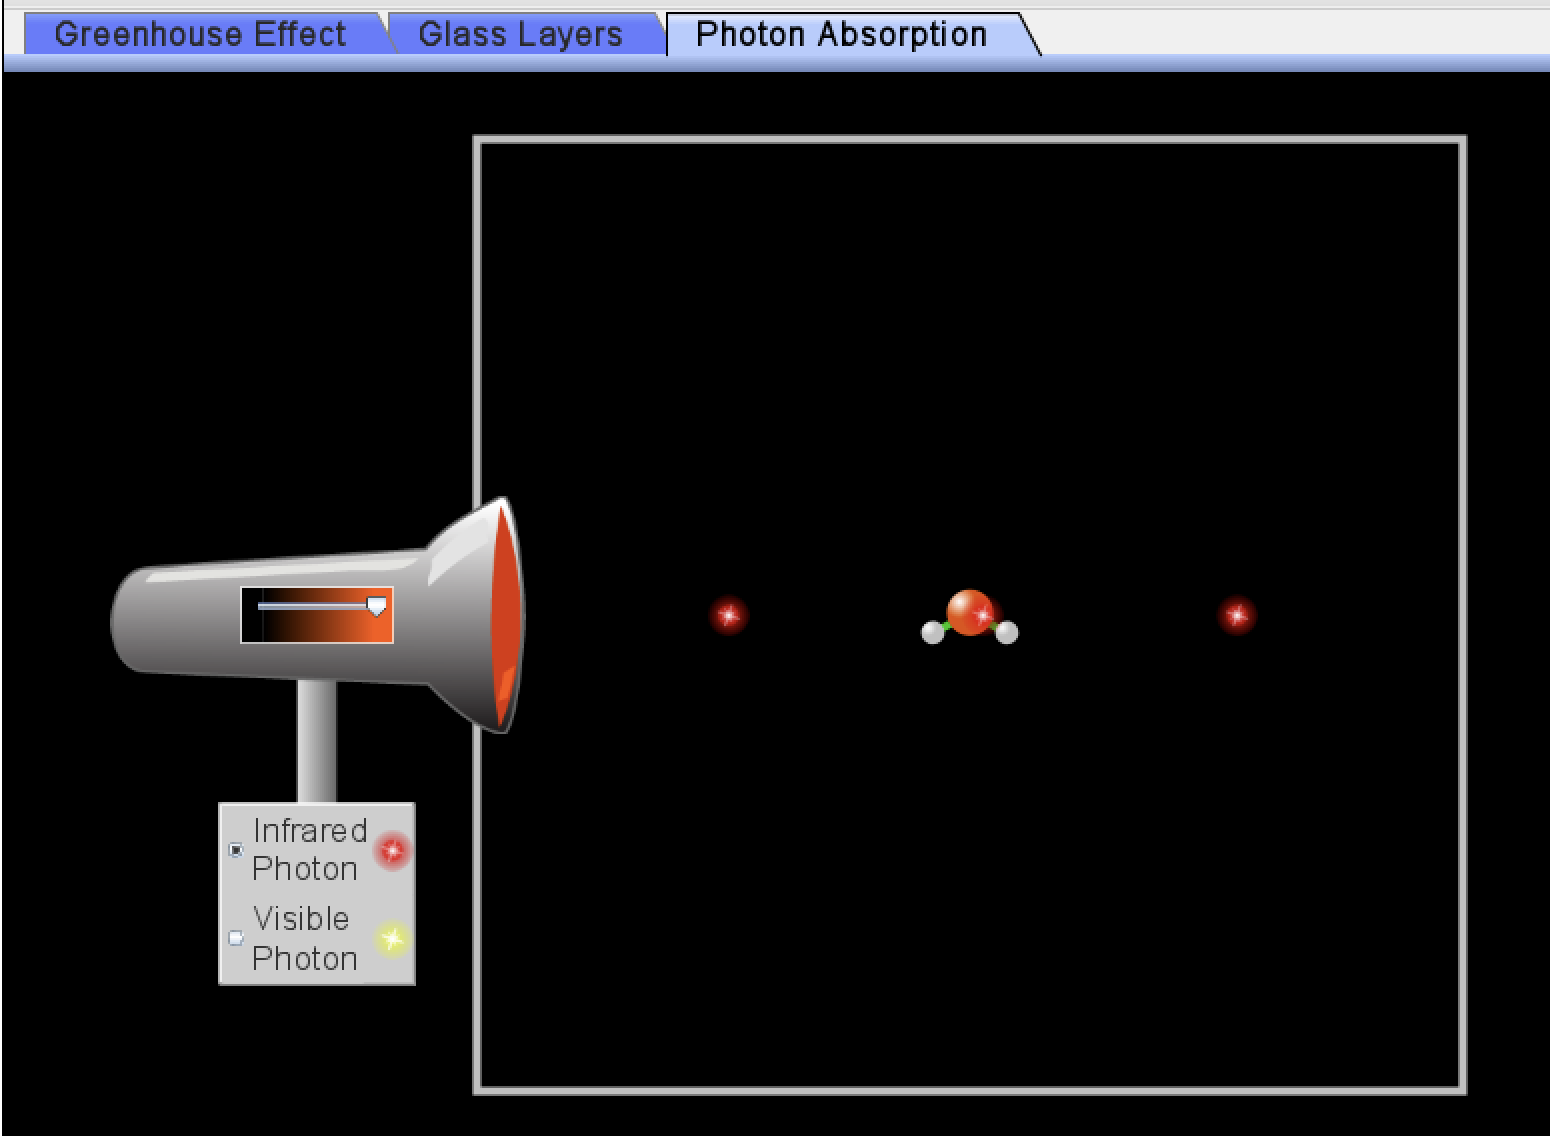 Greenhouse Effect
Glass Layers
Photon Absorption
Infrared
Photon
Visible
Photon